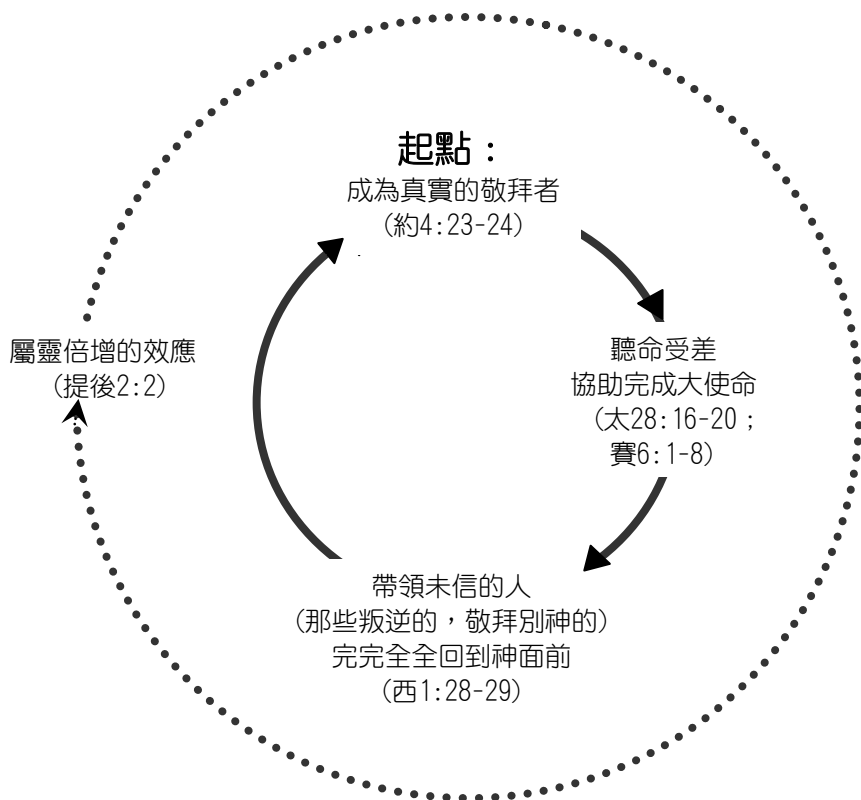 起點：
成為真實的敬拜者
(約4:23-24)
屬靈倍增的效應
(提後2:2)
聽命受差
協助完成大使命
(太28:16-20；
賽6:1-8)
帶領未信的人
(那些叛逆的，敬拜別神的)
完完全全回到神面前
(西1:28-29)